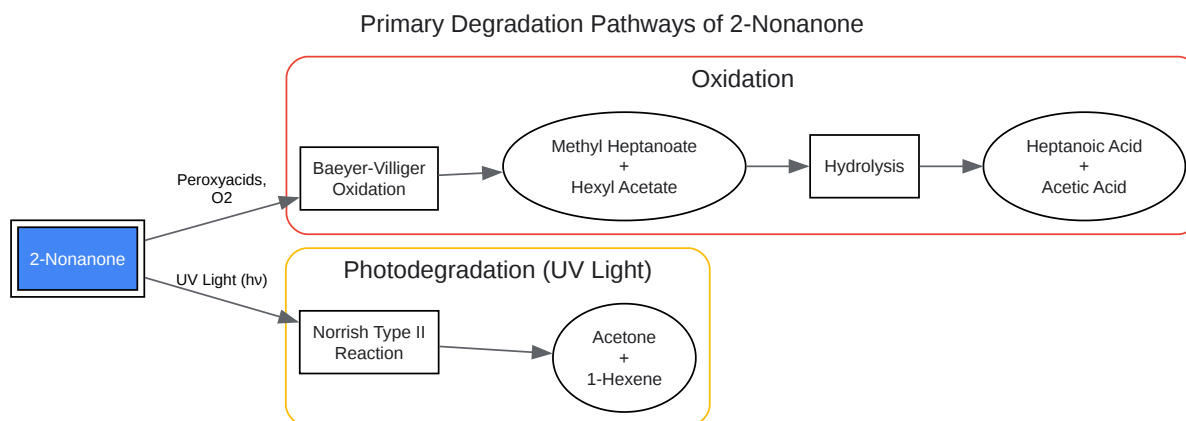 Primary Degradation Pathways of 2-Nonanone
Oxidation
Peroxyacids,
O2
Baeyer-Villiger
Oxidation
Methyl Heptanoate
+
Hexyl Acetate
Hydrolysis
Heptanoic Acid
+
Acetic Acid
2-Nonanone
UV Light (hν)
Photodegradation (UV Light)
Norrish Type II
Reaction
Acetone
+
1-Hexene